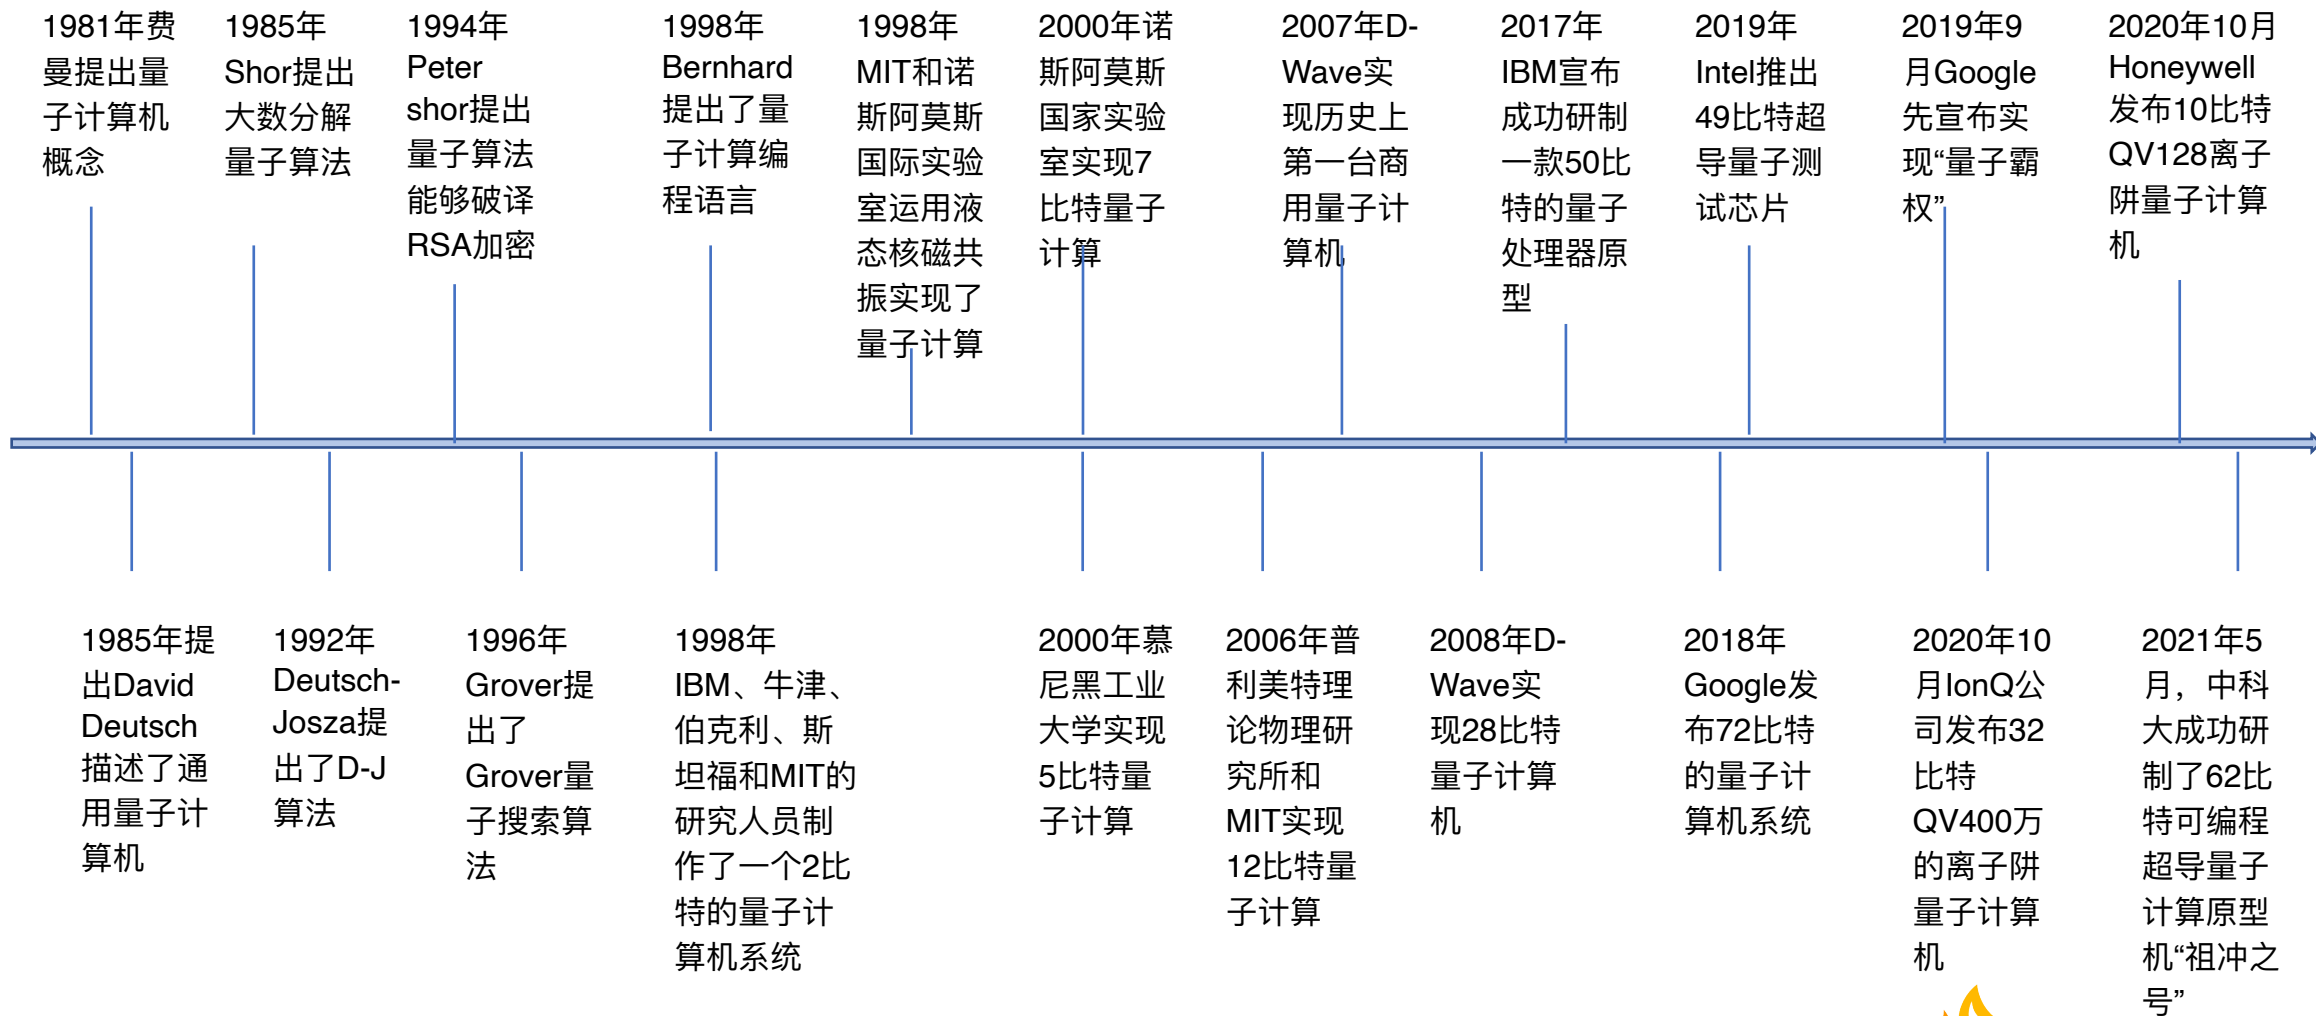 1981年费
曼提出量
子计算机
概念
1985年
Shor提出
大数分解
量子算法
1994年
Peter
shor提出
量子算法
能够破译
RSA加密
1998年
Bernhard
提出了量
子计算编
程语言
1998年
MIT和诺
斯阿莫斯
国际实验
室运用液
态核磁共
振实现了
量子计算
2000年诺
斯阿莫斯
国家实验
室实现7
比特量子
计算
2007年D-
Wave实
现历史上
第一台商
用量子计
算机
2017年
IBM宣布
成功研制
一款50比
特的量子
处理器原
型
2019年
Intel推出
49比特超
导量子测
试芯片
2019年9
月Google
先宣布实
现“量子霸
权”
2020年10月
Honeywell
发布10比特
QV128离子
阱量子计算
机
1985年提
出David
Deutsch
描述了通
用量子计
算机
1992年
Deutsch-
Josza提
出了D-J
算法
1996年
Grover提
出了
Grover量
子搜索算
法
1998年
IBM、牛津、
伯克利、斯
坦福和MIT的
研究人员制
作了一个2比
特的量子计
算机系统
2000年慕
尼黑工业
大学实现
5比特量
子计算
2006年普
利美特理
论物理研
究所和
MIT实现
12比特量
子计算
2008年D-
Wave实
现28比特
量子计算
机
2018年
Google发
布72比特
的量子计
算机系统
2020年10
月IonQ公
司发布32
比特
QV400万
的离子阱
量子计算
机
2021年5
月，中科
大成功研
制了62比
特可编程
超导量子
计算原型
机“祖冲之
号”